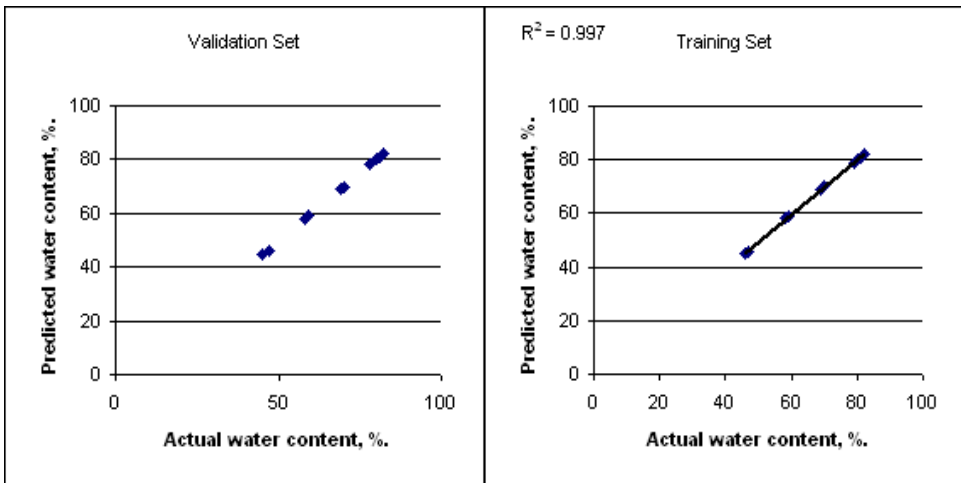 Validation Set
Predicted water content, %.
100
80
60
40
20
0
0 50 100
Actual water content, %.
R² = 0.997
Training Set
Predicted water content, %.
100
80
60
40
20
0
0 20 40 60 80 100
Actual water content, %.